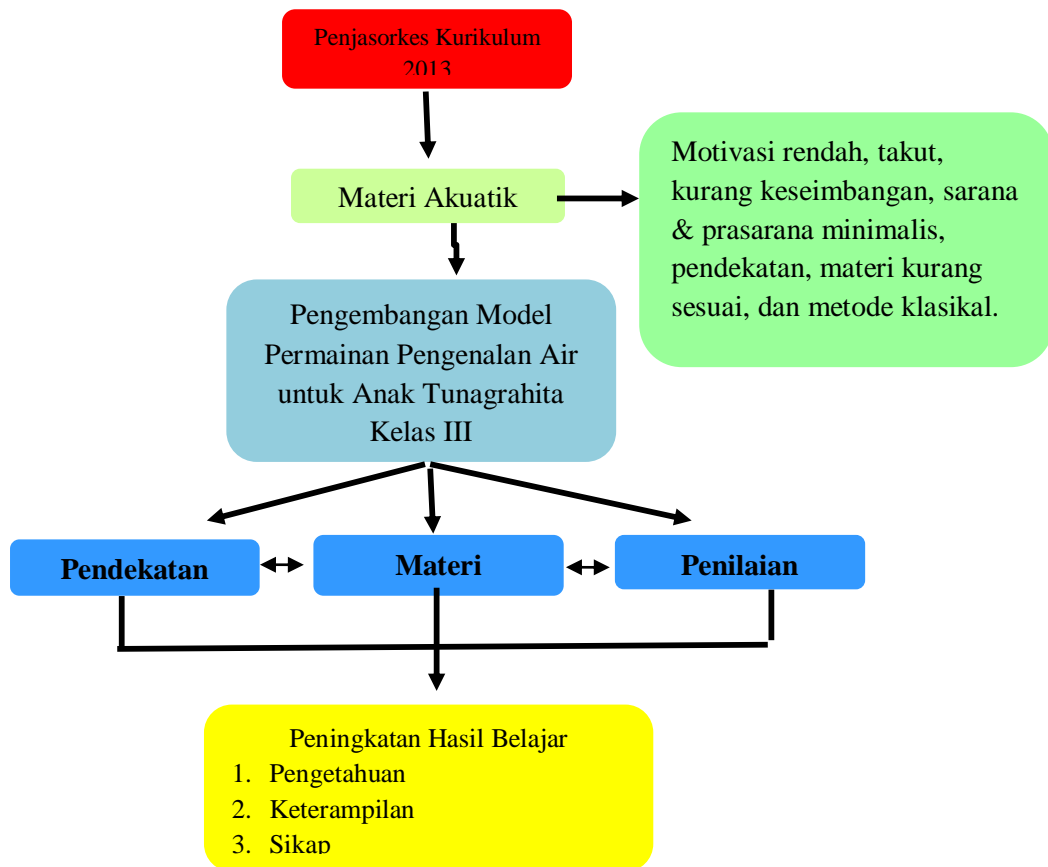 Penjasorkes Kurikulum
2013
Materi Akuatik
Motivasi rendah, takut,
kurang keseimbangan, sarana
& prasarana minimalis,
pendekatan, materi kurang
sesuai, dan metode klasikal.
Pengembangan Model
Permainan Pengenalan Air
untuk Anak Tunagrahita
Kelas III
Pendekatan
Materi
Penilaian
Peningkatan Hasil Belajar
1. Pengetahuan
2. Keterampilan
3. Sikap